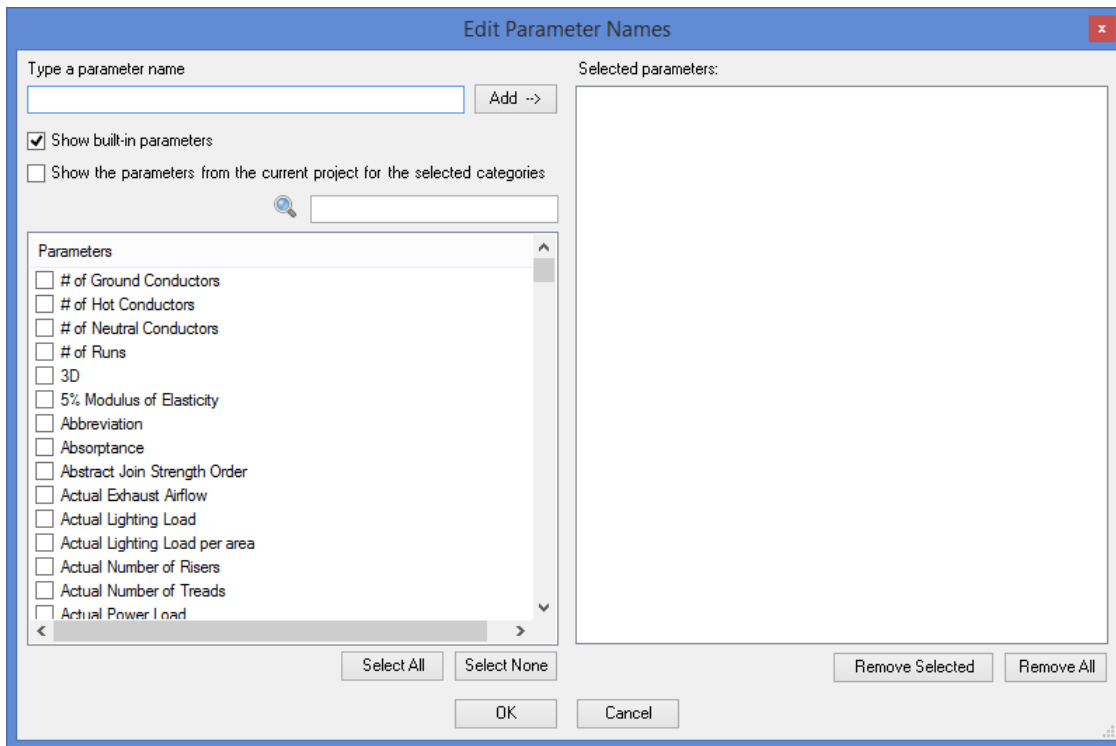 Edit Parameter Names
x
Type a parameter name
Add -->
Show built-in parameters
Show the parameters from the current project for the selected categories
Parameters
# of Ground Conductors
# of Hot Conductors
# of Neutral Conductors
# of Runs
3D
5% Modulus of Elasticity
Abbreviation
Absorptance
Abstract Join Strength Order
Actual Exhaust Airflow
Actual Lighting Load
Actual Lighting Load per area
Actual Number of Risers
Actual Number of Treads
Actual Power Load
Select All
Select None
Selected parameters:
Remove Selected
Remove All
OK
Cancel